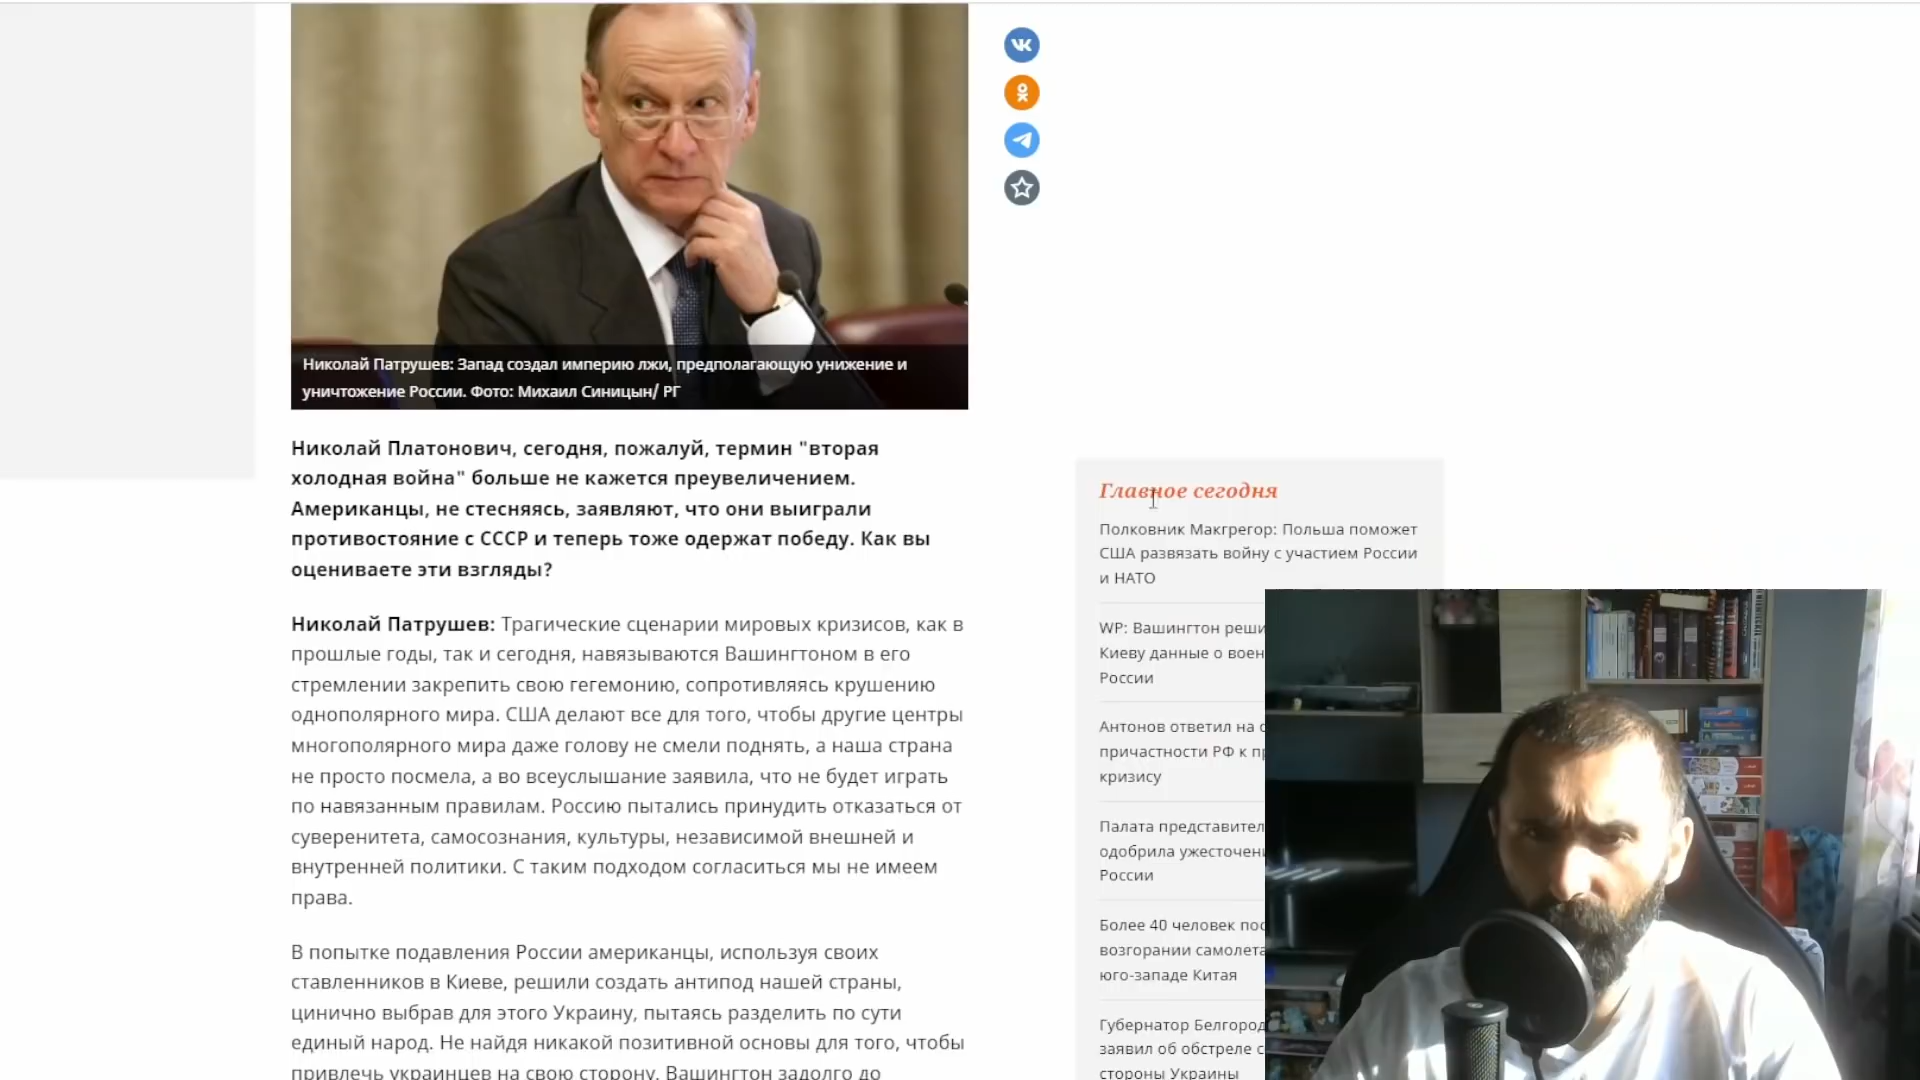 Николай Патрушев: Запад создал империю лжи, предполагающую унижение и
уничтожение России. Фото: Михаил Синицын/ РГ
Николай Платонович, сегодня, пожалуй, термин "вторая
холодная война" больше не кажется преувеличением.
Американцы, не стесняясь, заявляют, что они выиграли
противостояние с СССР и теперь тоже одержат победу. Как вы
оцениваете эти взгляды?
Николай Патрушев: Трагические сценарии мировых кризисов, как в
прошлые годы, так и сегодня, навязываются Вашингтоном в его
стремлении закрепить свою гегемонию, сопротивляясь крушению
однополярного мира. США делают все для того, чтобы другие центры
многополярного мира даже голову не смели поднять, а наша страна
не просто посмела, а во всеуслышание заявила, что не будет играть
по навязанным правилам. Россию пытались принудить отказаться от
суверенитета, самосознания, культуры, независимой внешней и
внутренней политики. С таким подходом согласиться мы не имеем
права.
В попытке подавления России американцы, используя своих
ставленников в Киеве, решили создать антипод нашей страны,
цинично выбрав для этого Украину, пытаясь разделить по сути
единый народ. Не найдя никакой позитивной основы для того, чтобы
привлечь украинцев на свою сторону, Вашингтон задолго до
Главное сегодня
Полковник Макгрегор: Польша поможет
США развязать войну с участием России
и НАТО
WP: Вашингтон реши
Киеву данные о воен
России
Антонов ответил на
причастности РФ к
кризису
Палата представител
одобрила ужесточен
России
Более 40 человек пос
возгорании самолета
юго-западе Китая
Губернатор Белгород
заявил об обстреле с
стороны Украины